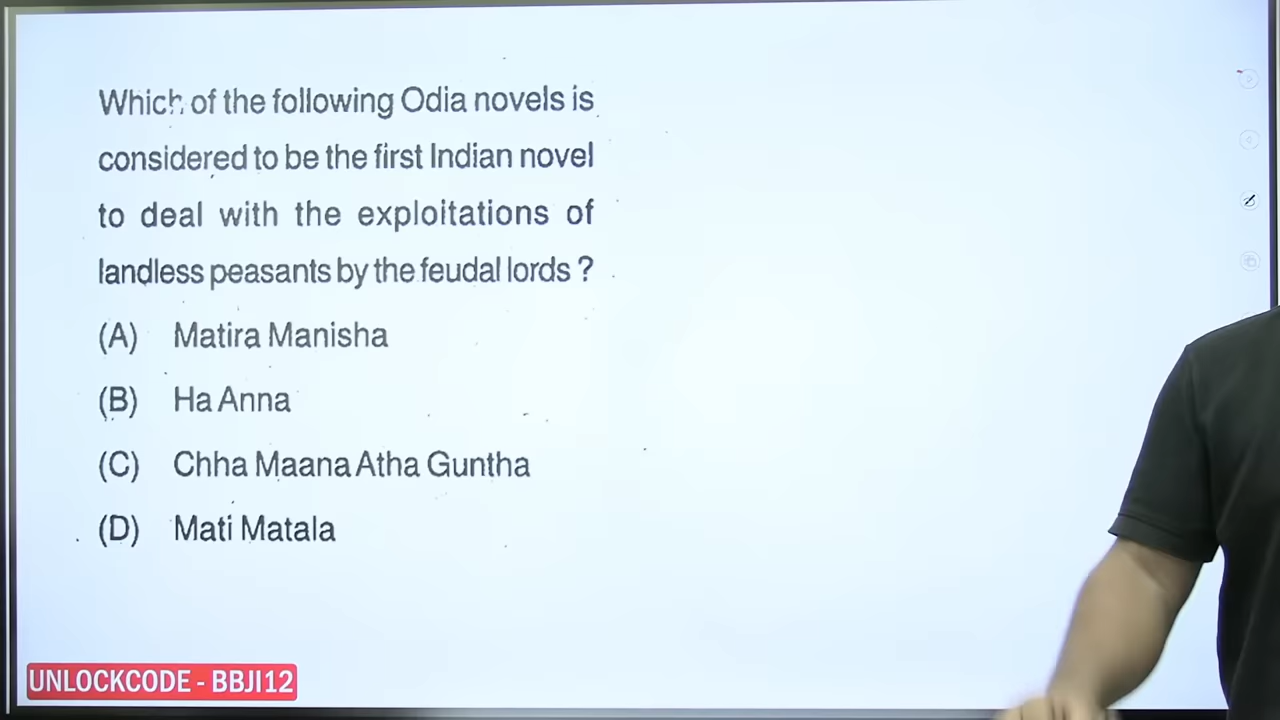 Which of the following Odia novels is
considered to be the first Indian novel
to deal with the exploitations of
landless peasants by the feudal lords ?
(A) Matira Manisha
(B) Ha Anna
(C) Chha Maana Atha Guntha
(D) Mati Matala
UNLOCKCODE - BBJI12